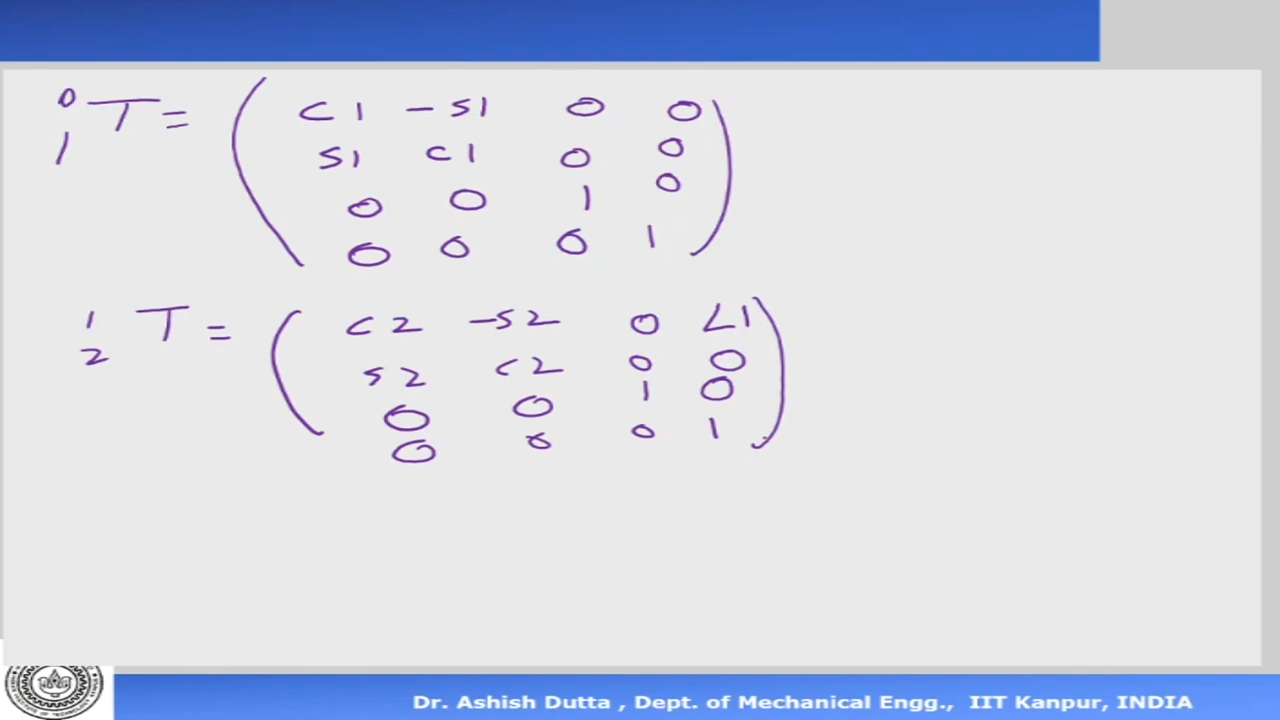 0
1 T = ( C1 -S1 0 0
S1 C1 0 0
0 0 1 0
0 0 0 1 )
1
2 T = ( C2 -S2 0 L1
S2 C2 0 0
0 0 1 0
0 0 0 1 )
Dr. Ashish Dutta , Dept. of Mechanical Engg., IIT Kanpur, INDIA